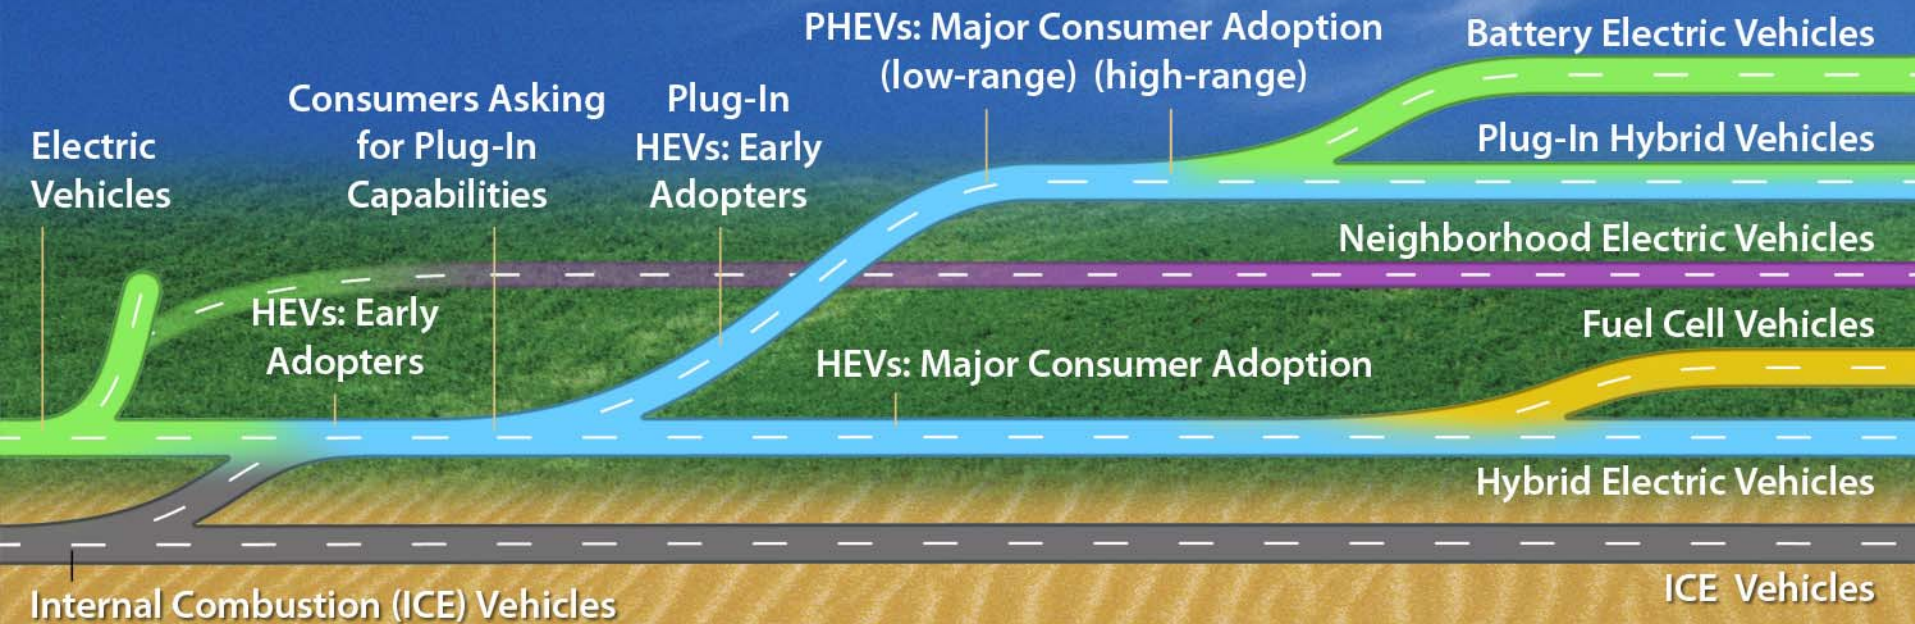 Electric
Vehicles
Consumers Asking
for Plug-In
Capabilities
Plug-In
HEVs: Early
Adopters
PHEVs: Major Consumer Adoption
(low-range) (high-range)
Battery Electric Vehicles
Plug-In Hybrid Vehicles
Neighborhood Electric Vehicles
HEVs: Early
Adopters
HEVs: Major Consumer Adoption
Fuel Cell Vehicles
Hybrid Electric Vehicles
Internal Combustion (ICE) Vehicles
ICE Vehicles